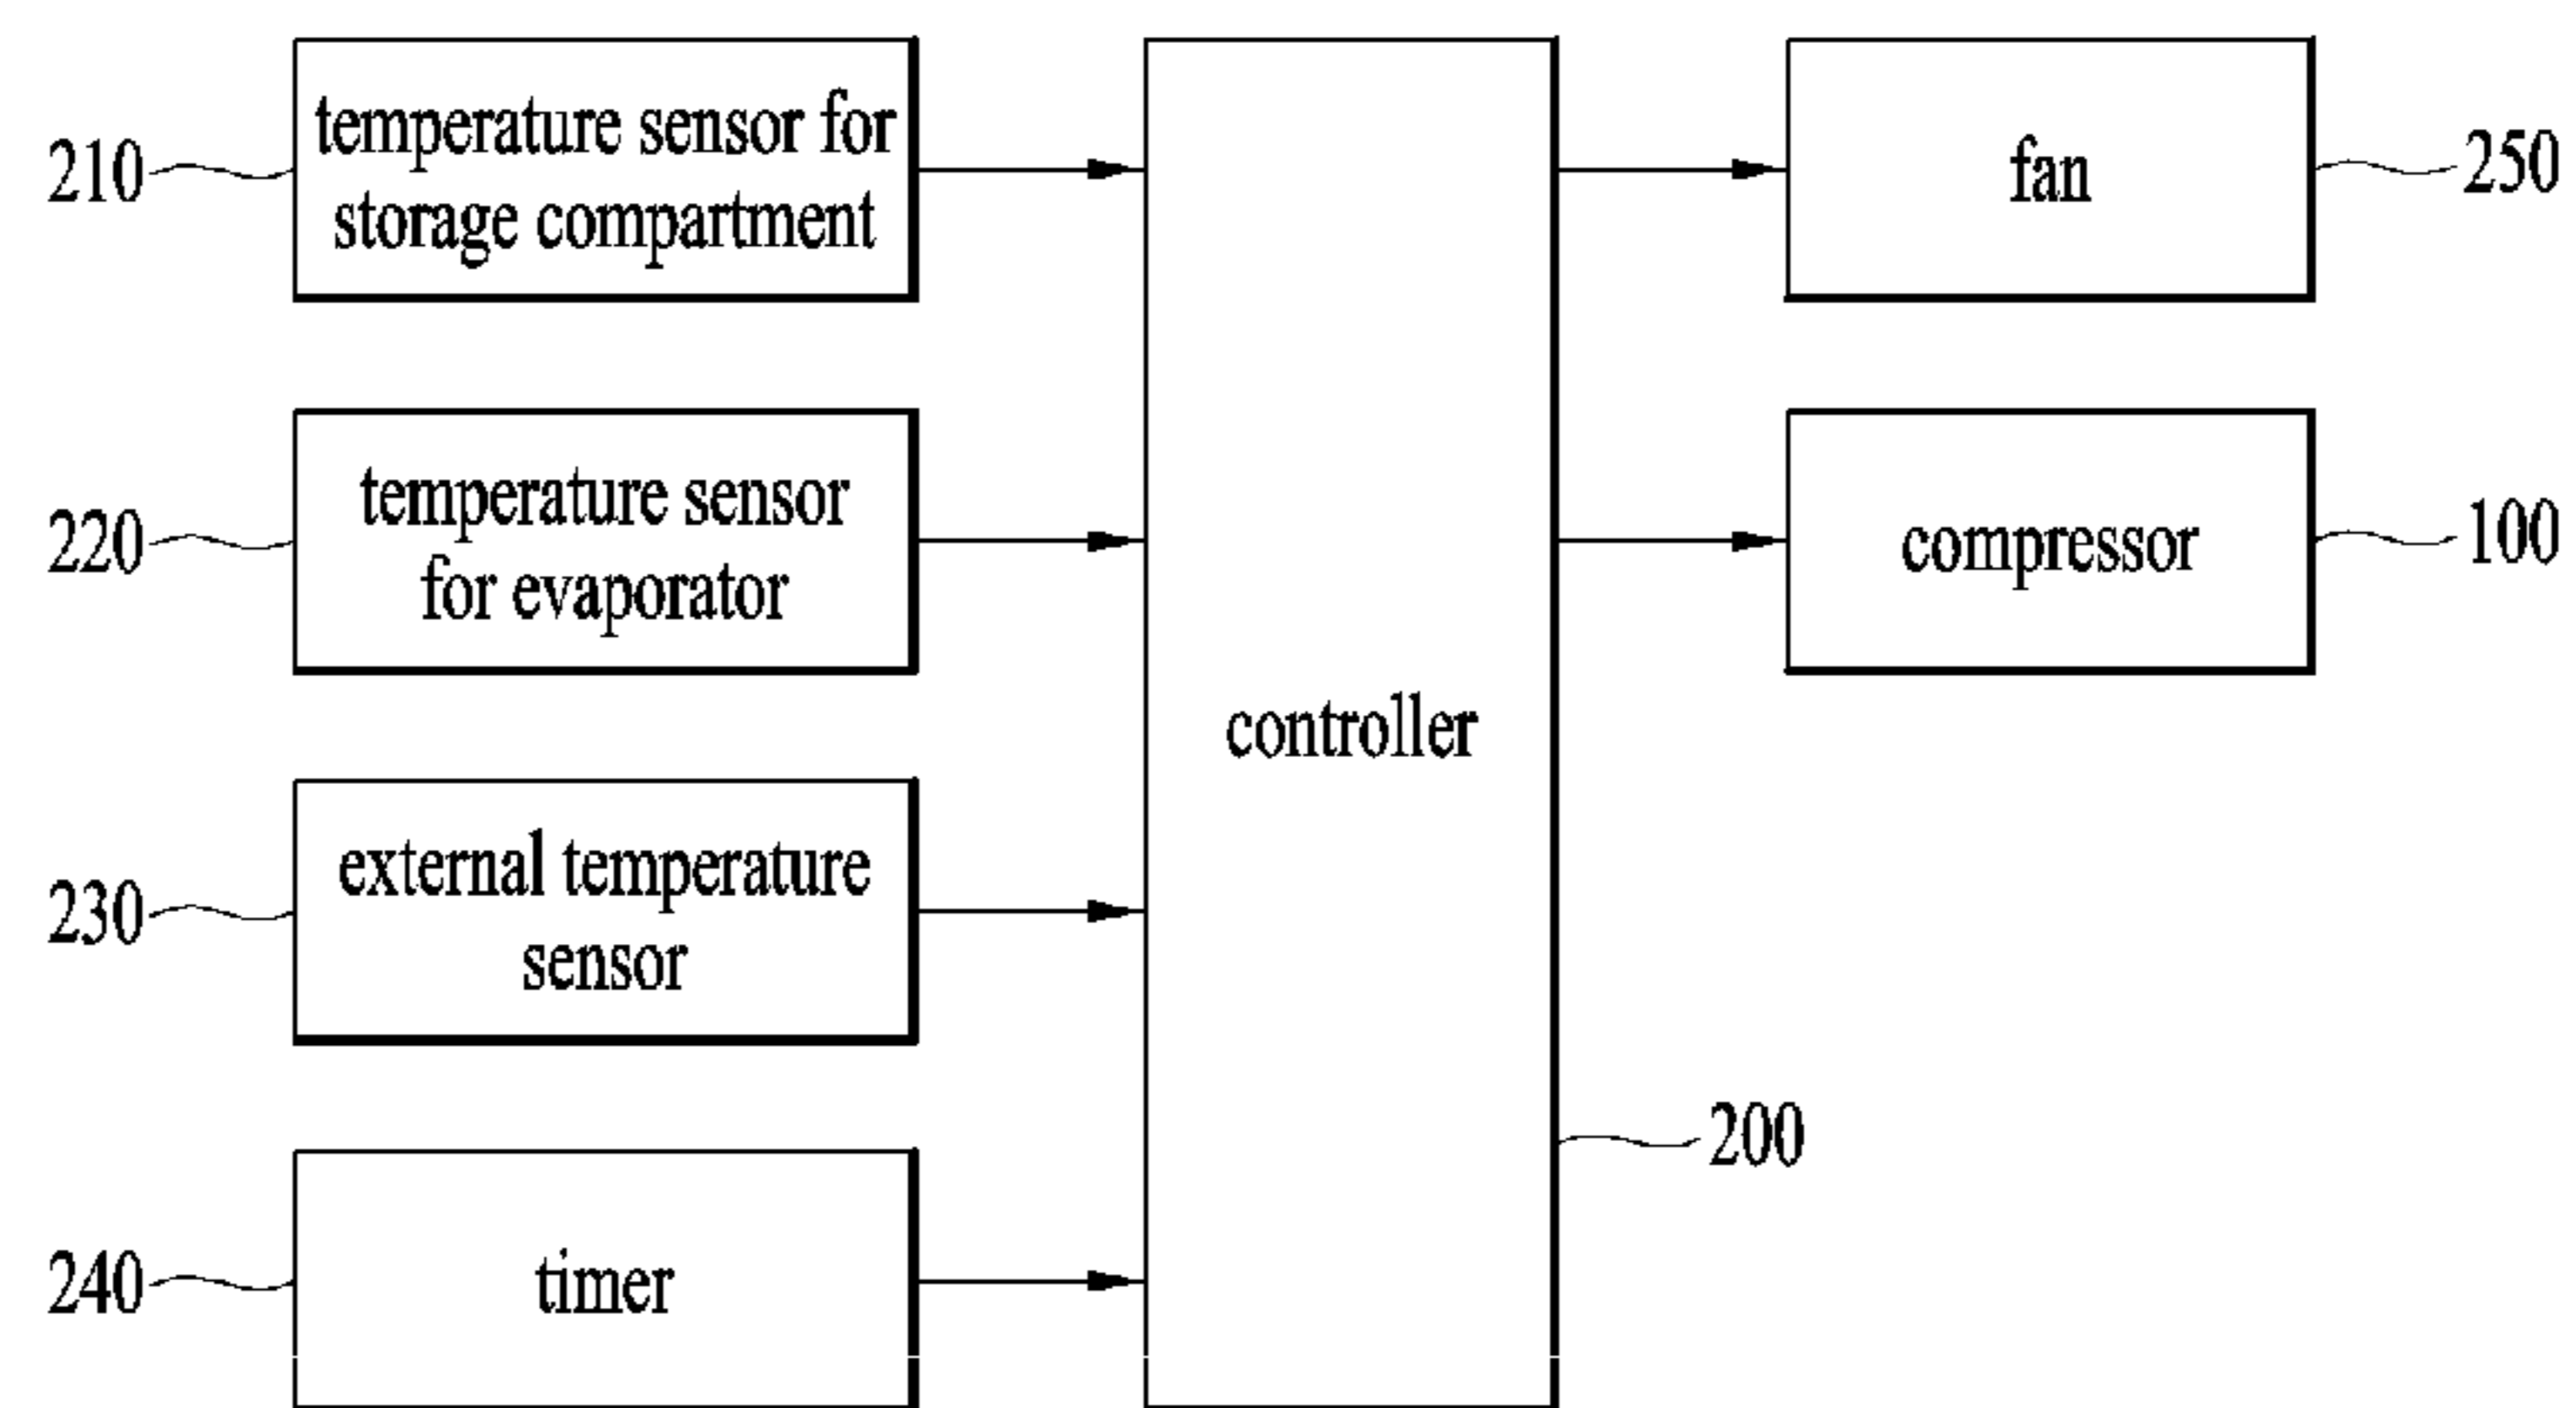 210
temperature sensor for
storage compartment
220
temperature sensor
for evaporator
230
external temperature
sensor
240
timer
controller
200
fan
250
compressor
100